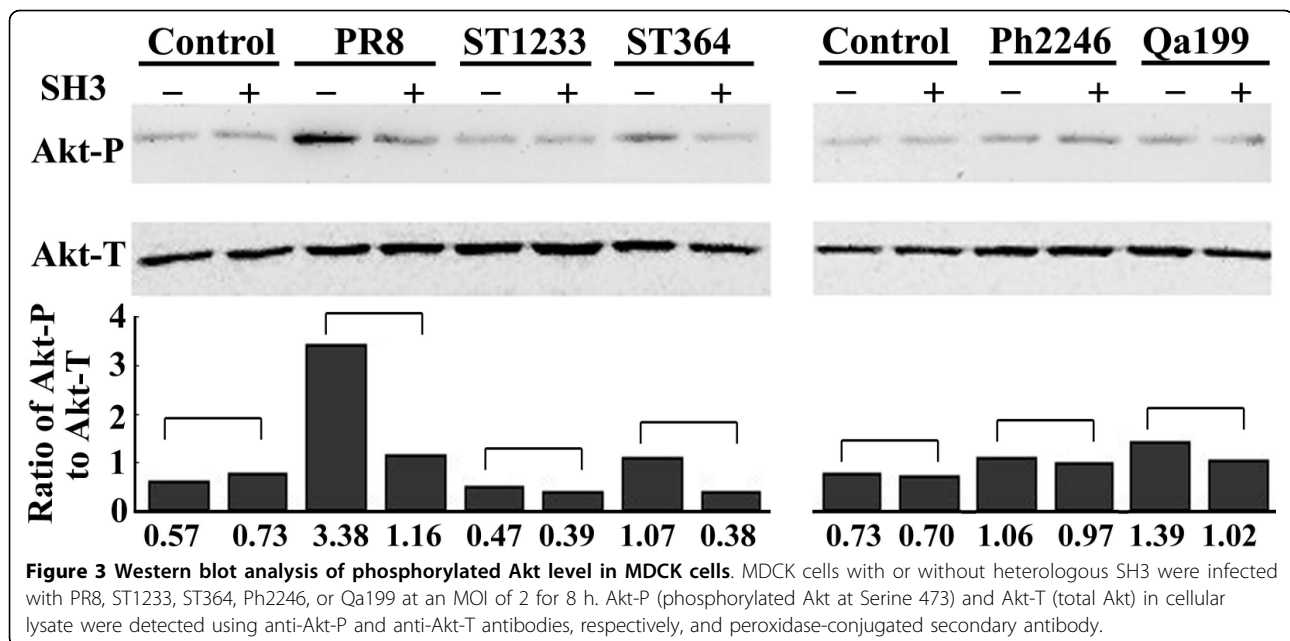 Control PR8 ST1233 ST364 Control Ph2246 Qa199
SH3 − + − + − + − + − + − + − +
Akt-P
Akt-T
Ratio of Akt-P
to Akt-T
4
3
2
1
0
0.57 0.73 3.38 1.16 0.47 0.39 1.07 0.38 0.73 0.70 1.06 0.97 1.39 1.02
Figure 3 Western blot analysis of phosphorylated Akt level in MDCK cells. MDCK cells with or without heterologous SH3 were infected
with PR8, ST1233, ST364, Ph2246, or Qa199 at an MOI of 2 for 8 h. Akt-P (phosphorylated Akt at Serine 473) and Akt-T (total Akt) in cellular
lysate were detected using anti-Akt-P and anti-Akt-T antibodies, respectively, and peroxidase-conjugated secondary antibody.